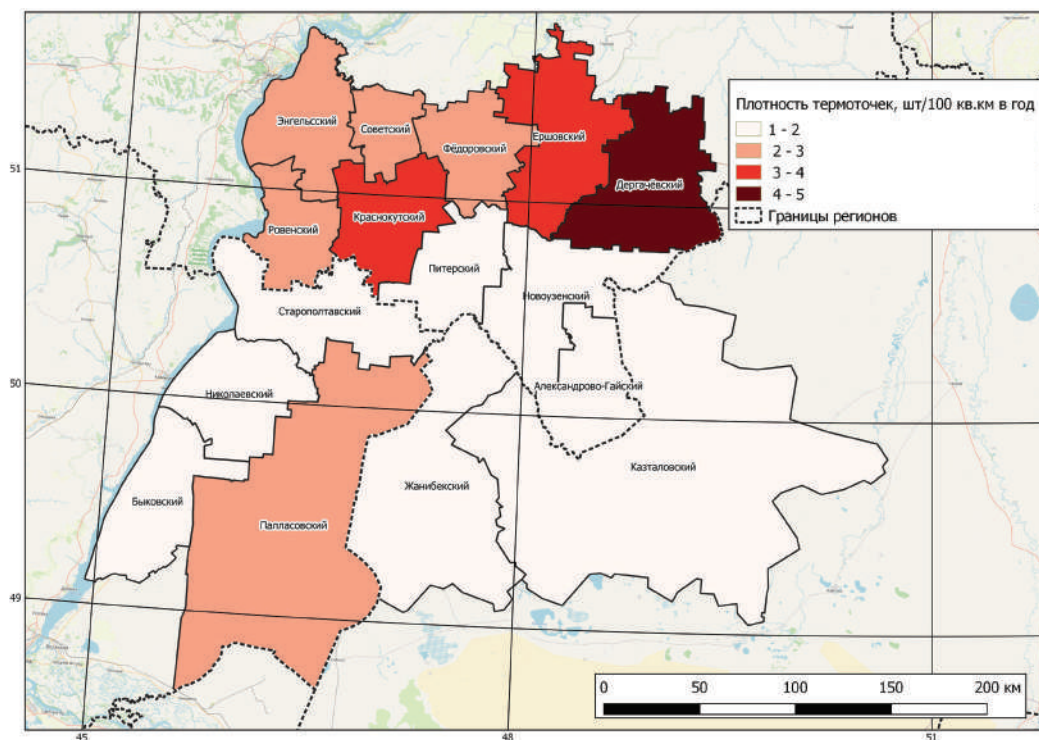 Плотность термоточек, шт/100 кв.км в год
1 - 2
2 - 3
3 - 4
4 - 5
Границы регионов
Энгельсский
Советский
Фёдоровский
Ершовский
Дергачёвский
51
Краснокутский
Ровенский
Питерский
Новоузенский
Старополтавский
50
Николаевский
Александрово-Гайский
Казталовский
Жанибекский
Быковский
Папласовский
49
0 50 100 150 200 км
45 48 51